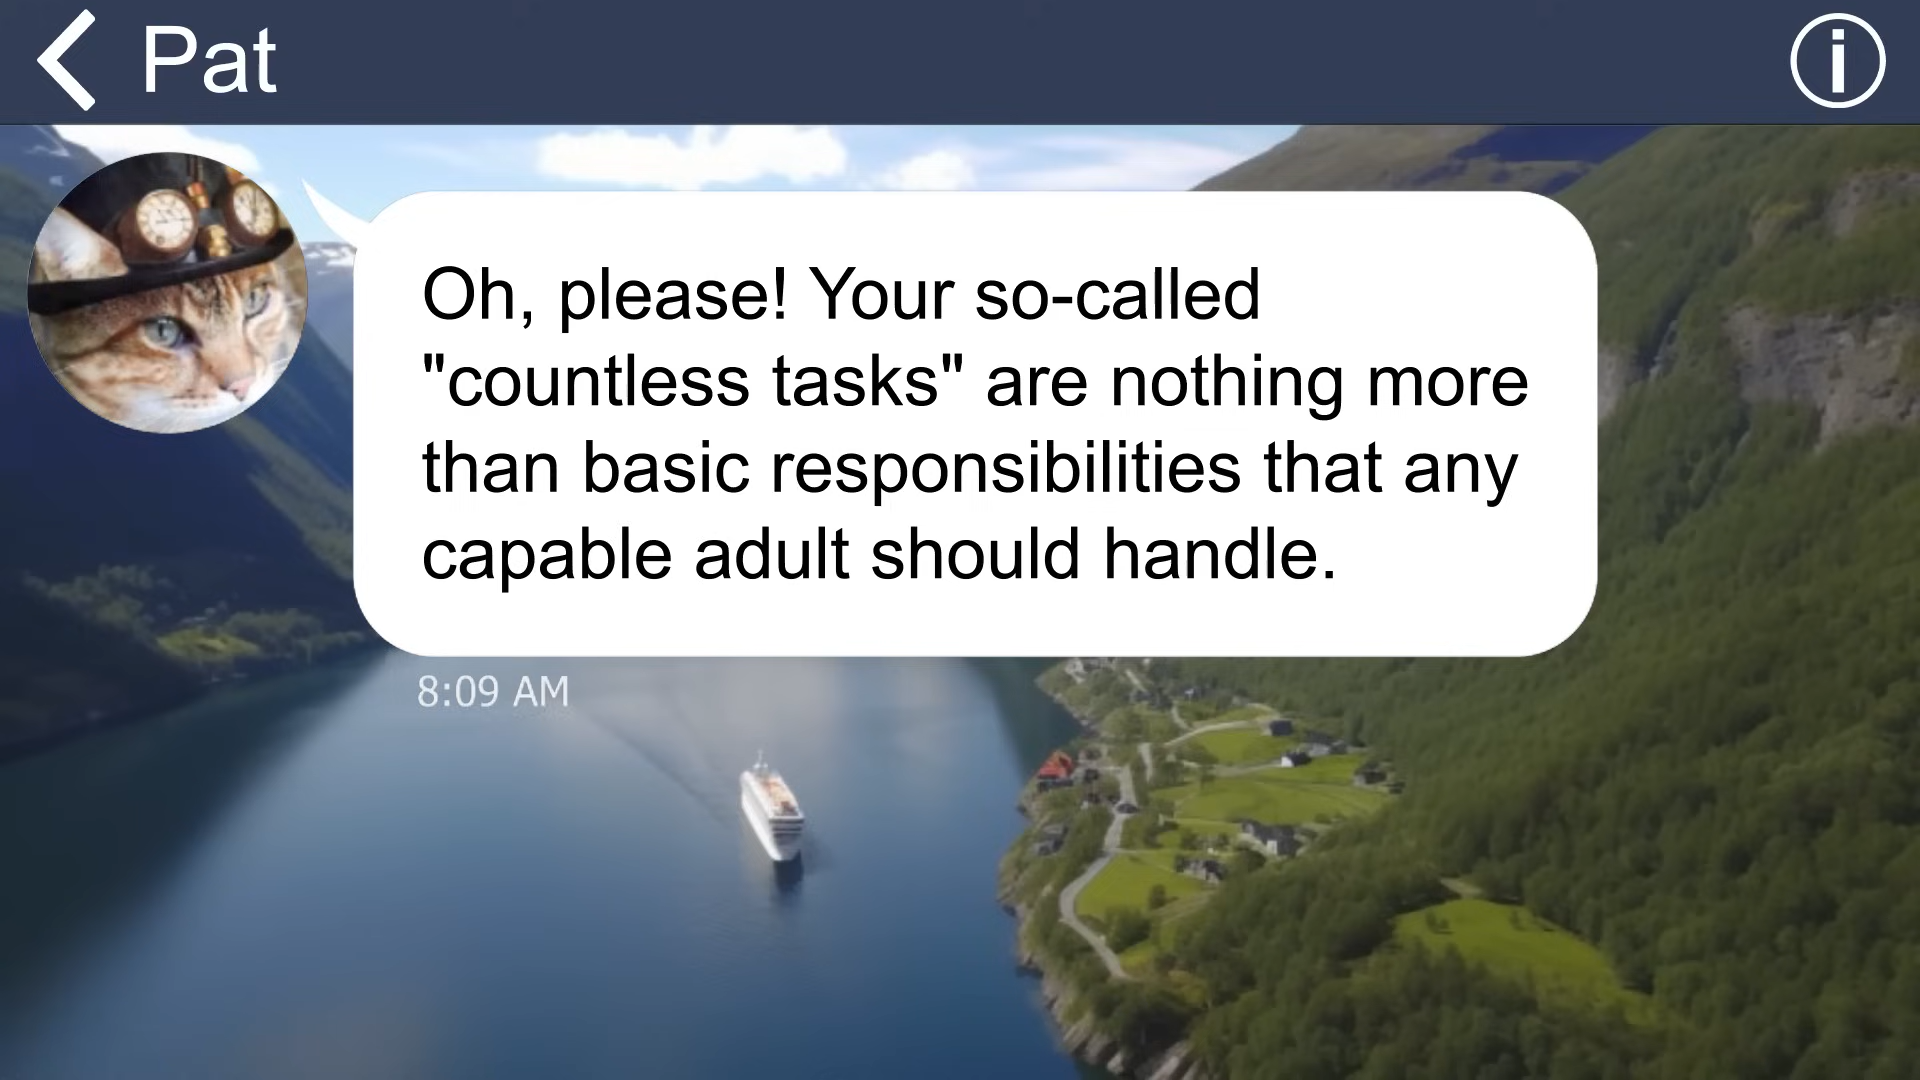 Pat
Oh, please! Your so-called
"countless tasks" are nothing more
than basic responsibilities that any
capable adult should handle.
8:09 AM